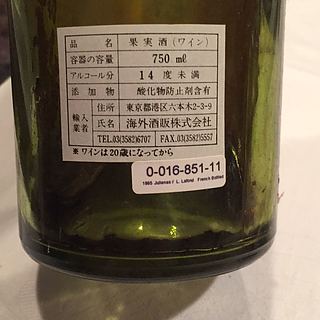 品名 果実酒(ワイン)
容器の容量 750 ml
アルコール分 14度未満
添加物 酸化物防止剤含有
輸入業者 住所 東京都港区六本木2-3-9
氏名 海外酒販株式会社
TEL.03(3582)6707 FAX.03(3582)5557
※ワインは20歳になってから
0-016-851-11
1985 Julienas / L. Lafond French Bottled